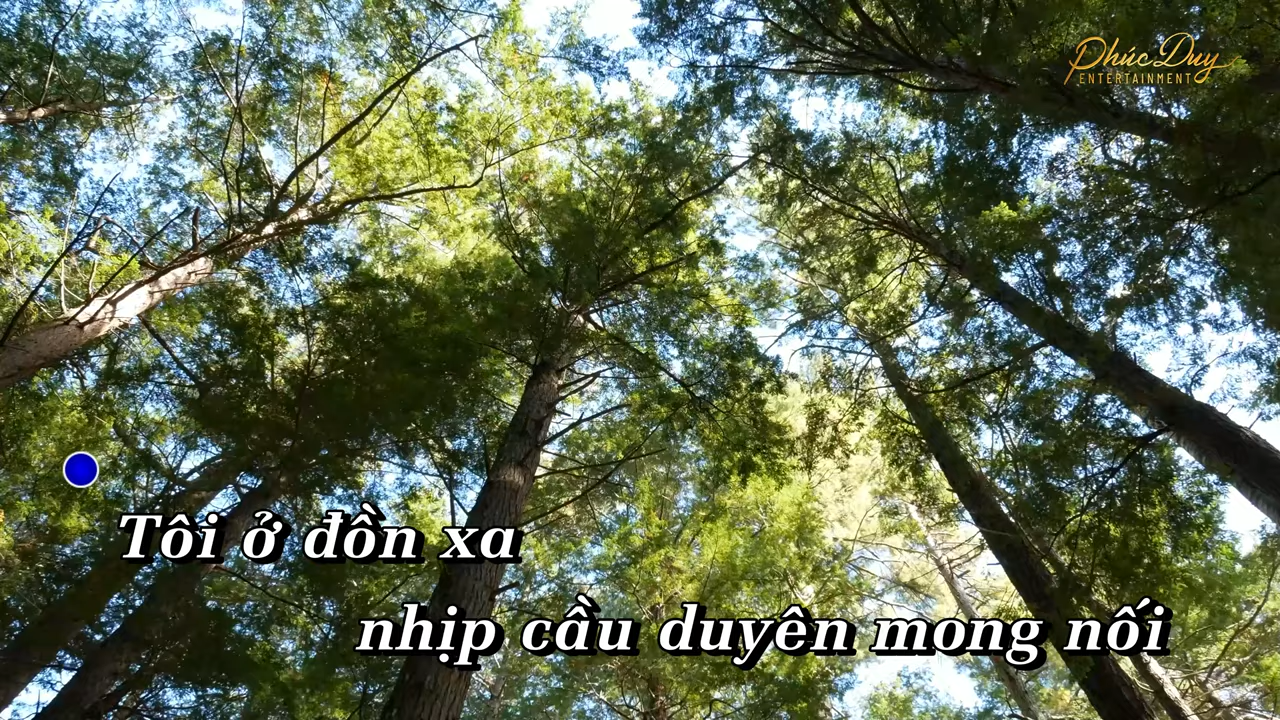 Phúc Duy
ENTERTAINMENT
Tôi ở đồn xa
nhịp cầu duyên mong nối